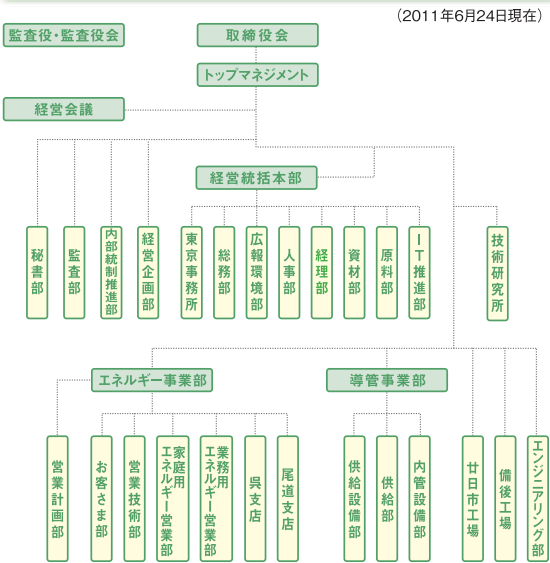 （2011年6月24日現在）
監査役・監査役会
取締役会
トップマネジメント
経営会議
経営統括本部
秘書部
監査部
内部統制推進部
経営企画部
東京事務所
総務部
広報環境部
人事部
経理部
資材部
原料部
IT推進部
技術研究所
エネルギー事業部
導管事業部
営業計画部
お客さま部
営業技術部
家庭用
エネルギー営業部
業務用
エネルギー営業部
呉支店
尾道支店
供給設備部
供給部
内管設備部
廿日市工場
備後工場
エンジニアリング部